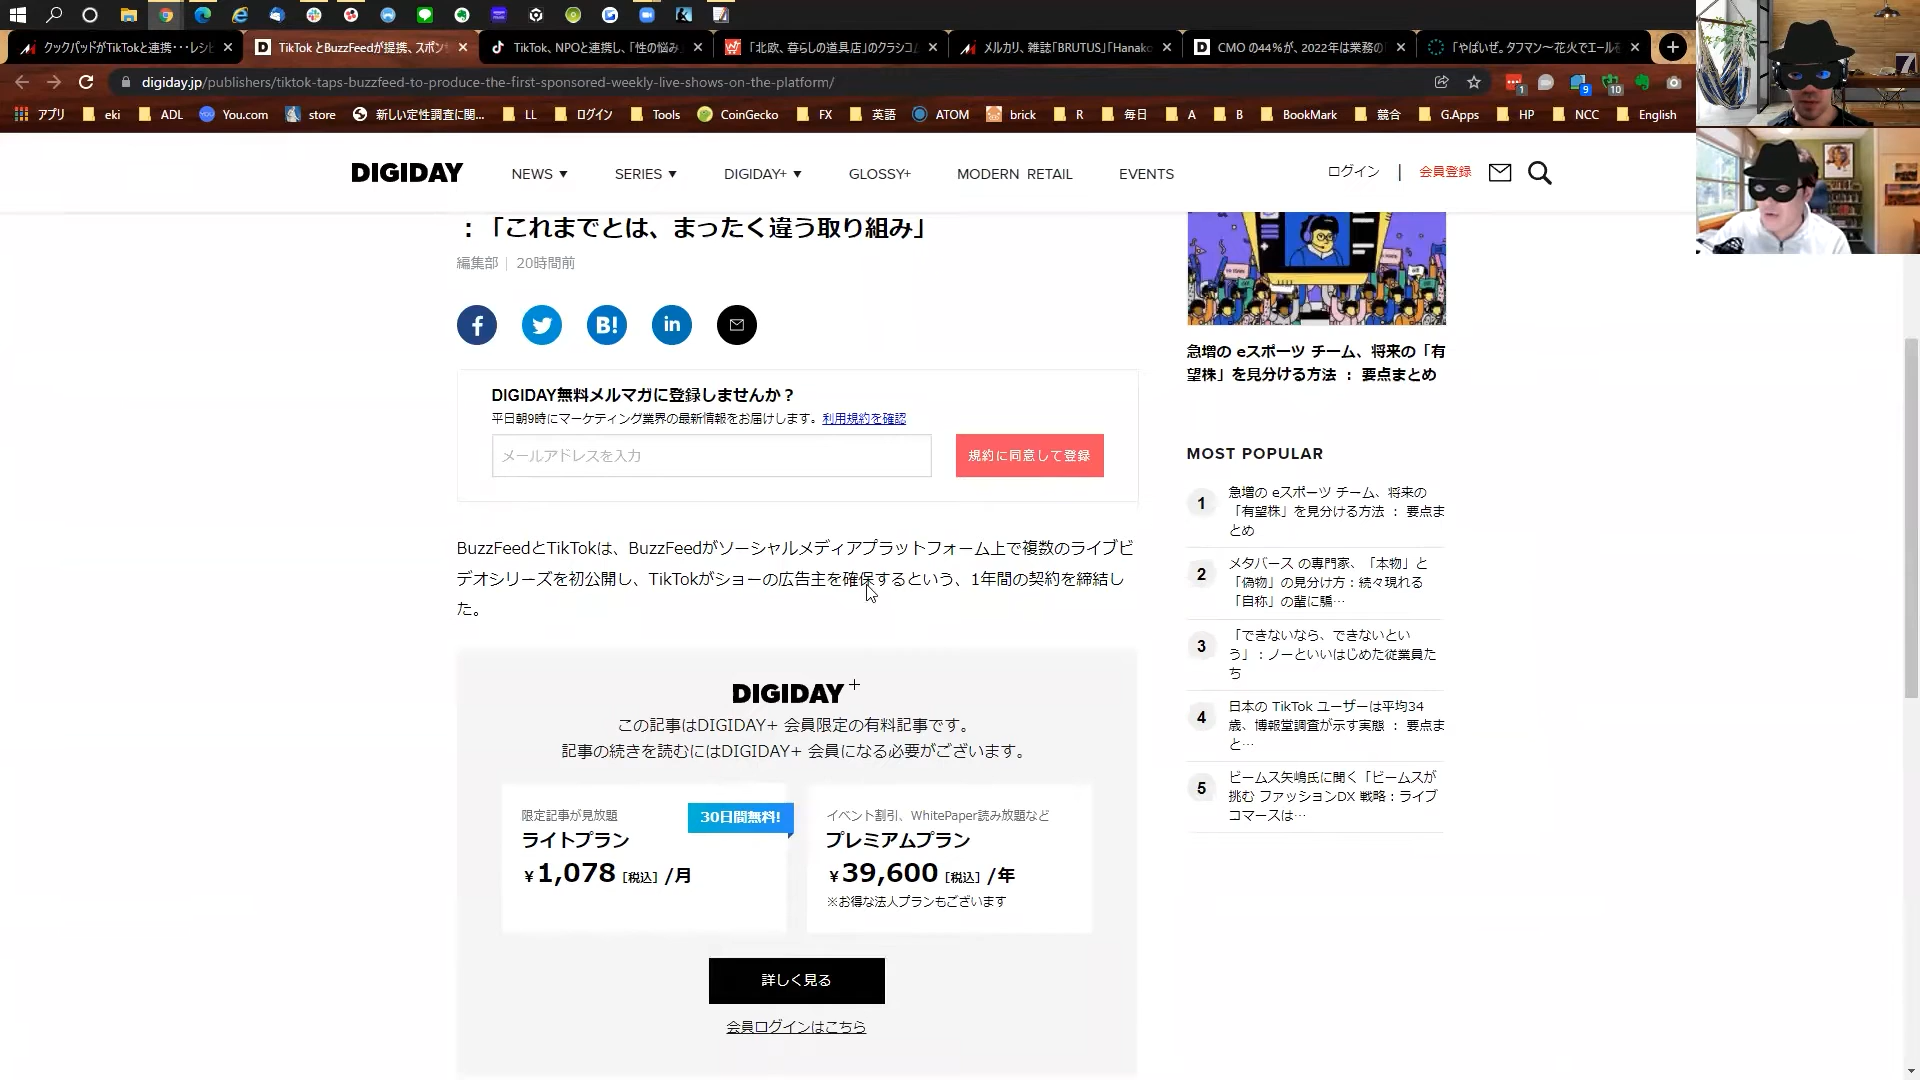 クックパッドがTikTokと連携･･･レシピ
TikTok とBuzzFeedが提携、スポン
TikTok、NPOと連携し、「性の悩み
「北欧、暮らしの道具店」のクラシコム
メルカリ、雑誌「BRUTUS」「Hanako
CMO の44%が、2022年は業務の
「やばいぜ。タフマン〜花火でエールを
digiday.jp/publishers/tiktok-taps-buzzfeed-to-produce-the-first-sponsored-weekly-live-shows-on-the-platform/
1
9
10
アプリ
eki
ADL
You.com
store
新しい定性調査に関...
LL
ログイン
Tools
CoinGecko
FX
英語
ATOM
brick
R
毎日
A
B
BookMark
競合
G.Apps
HP
NCC
English
DIGIDAY
NEWS ▼
SERIES ▼
DIGIDAY+ ▼
GLOSSY+
MODERN RETAIL
EVENTS
ログイン | 会員登録
：「これまでとは、まったく違う取り組み」
編集部 | 20時間前
B!
in
DIGIDAY無料メルマガに登録しませんか？
平日朝9時にマーケティング業界の最新情報をお届けします。利用規約を確認
メールアドレスを入力
規約に同意して登録
BuzzFeedとTikTokは、BuzzFeedがソーシャルメディアプラットフォーム上で複数のライブビ
デオシリーズを初公開し、TikTokがショーの広告主を確保するという、1年間の契約を締結し
た。
DIGIDAY+
この記事はDIGIDAY+ 会員限定の有料記事です。
記事の続きを読むにはDIGIDAY+ 会員になる必要がございます。
限定記事が見放題
30日間無料!
ライトプラン
¥1,078 [税込] /月
イベント割引、WhitePaper読み放題など
プレミアムプラン
¥39,600 [税込] /年
※お得な法人プランもございます
詳しく見る
会員ログインはこちら
急増の eスポーツ チーム、将来の「有
望株」を見分ける方法 ： 要点まとめ
MOST POPULAR
1
急増の eスポーツ チーム、将来の
「有望株」を見分ける方法 ： 要点ま
とめ
2
メタバース の専門家、「本物」と
「偽物」の見分け方：続々現れる
「自称」の輩に騙…
3
「できないなら、できないとい
う」：ノーといいはじめた従業員た
ち
4
日本の TikTok ユーザーは平均34
歳、博報堂調査が示す実態 ： 要点ま
と…
5
ビームス矢嶋氏に聞く「ビームスが
挑む ファッションDX 戦略：ライブ
コマースは…